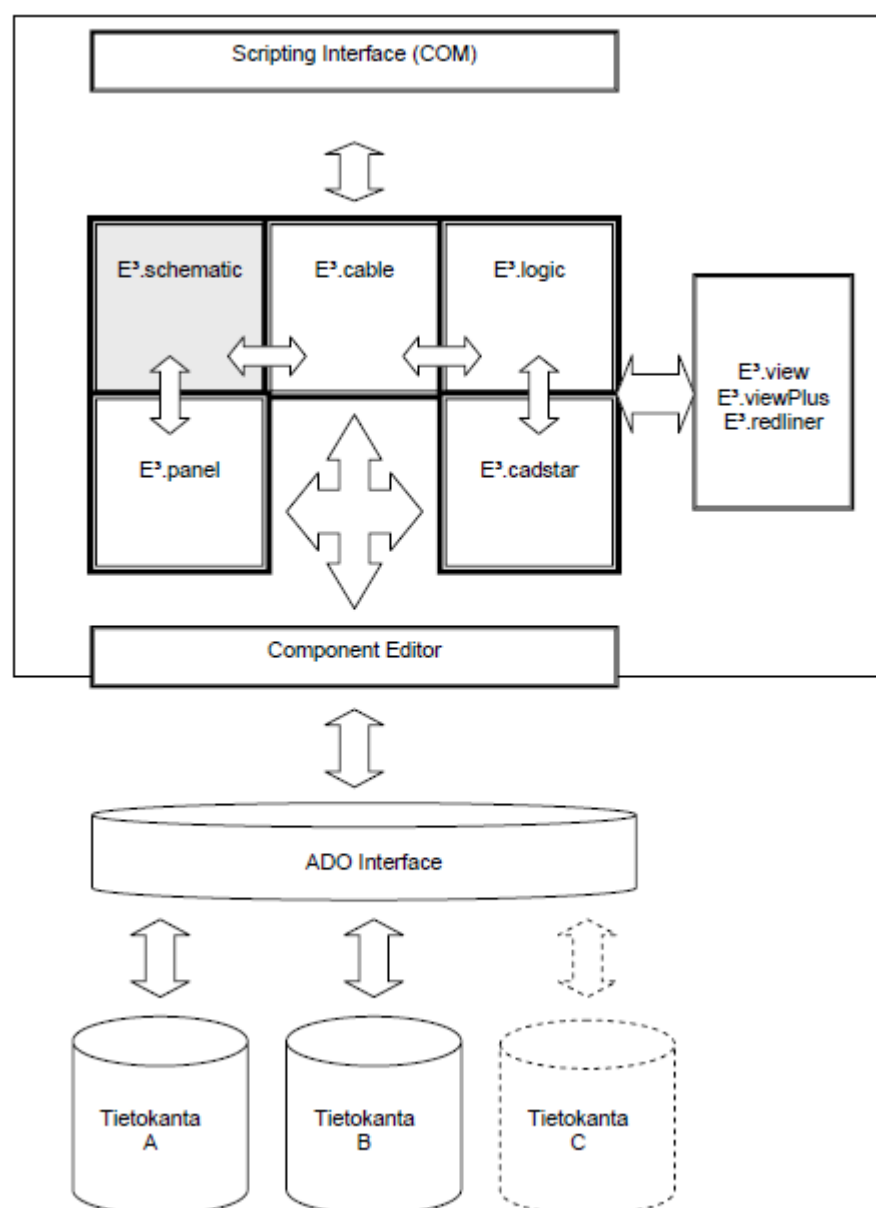 Scripting Interface (COM)
E³.schematic
E³.cable
E³.logic
E³.view
E³.viewPlus
E³.redliner
E³.panel
E³.cadstar
Component Editor
ADO Interface
Tietokanta
A
Tietokanta
B
Tietokanta
C